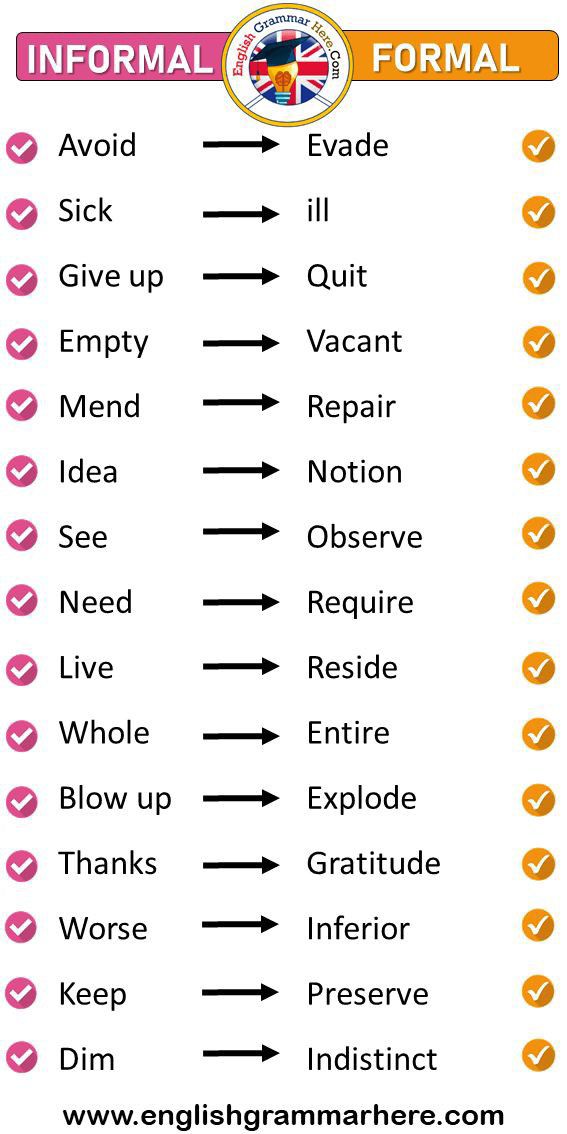 INFORMAL English Grammar Here.Com FORMAL
Avoid Evade
Sick ill
Give up Quit
Empty Vacant
Mend Repair
Idea Notion
See Observe
Need Require
Live Reside
Whole Entire
Blow up Explode
Thanks Gratitude
Worse Inferior
Keep Preserve
Dim Indistinct
www.englishgrammarhere.com